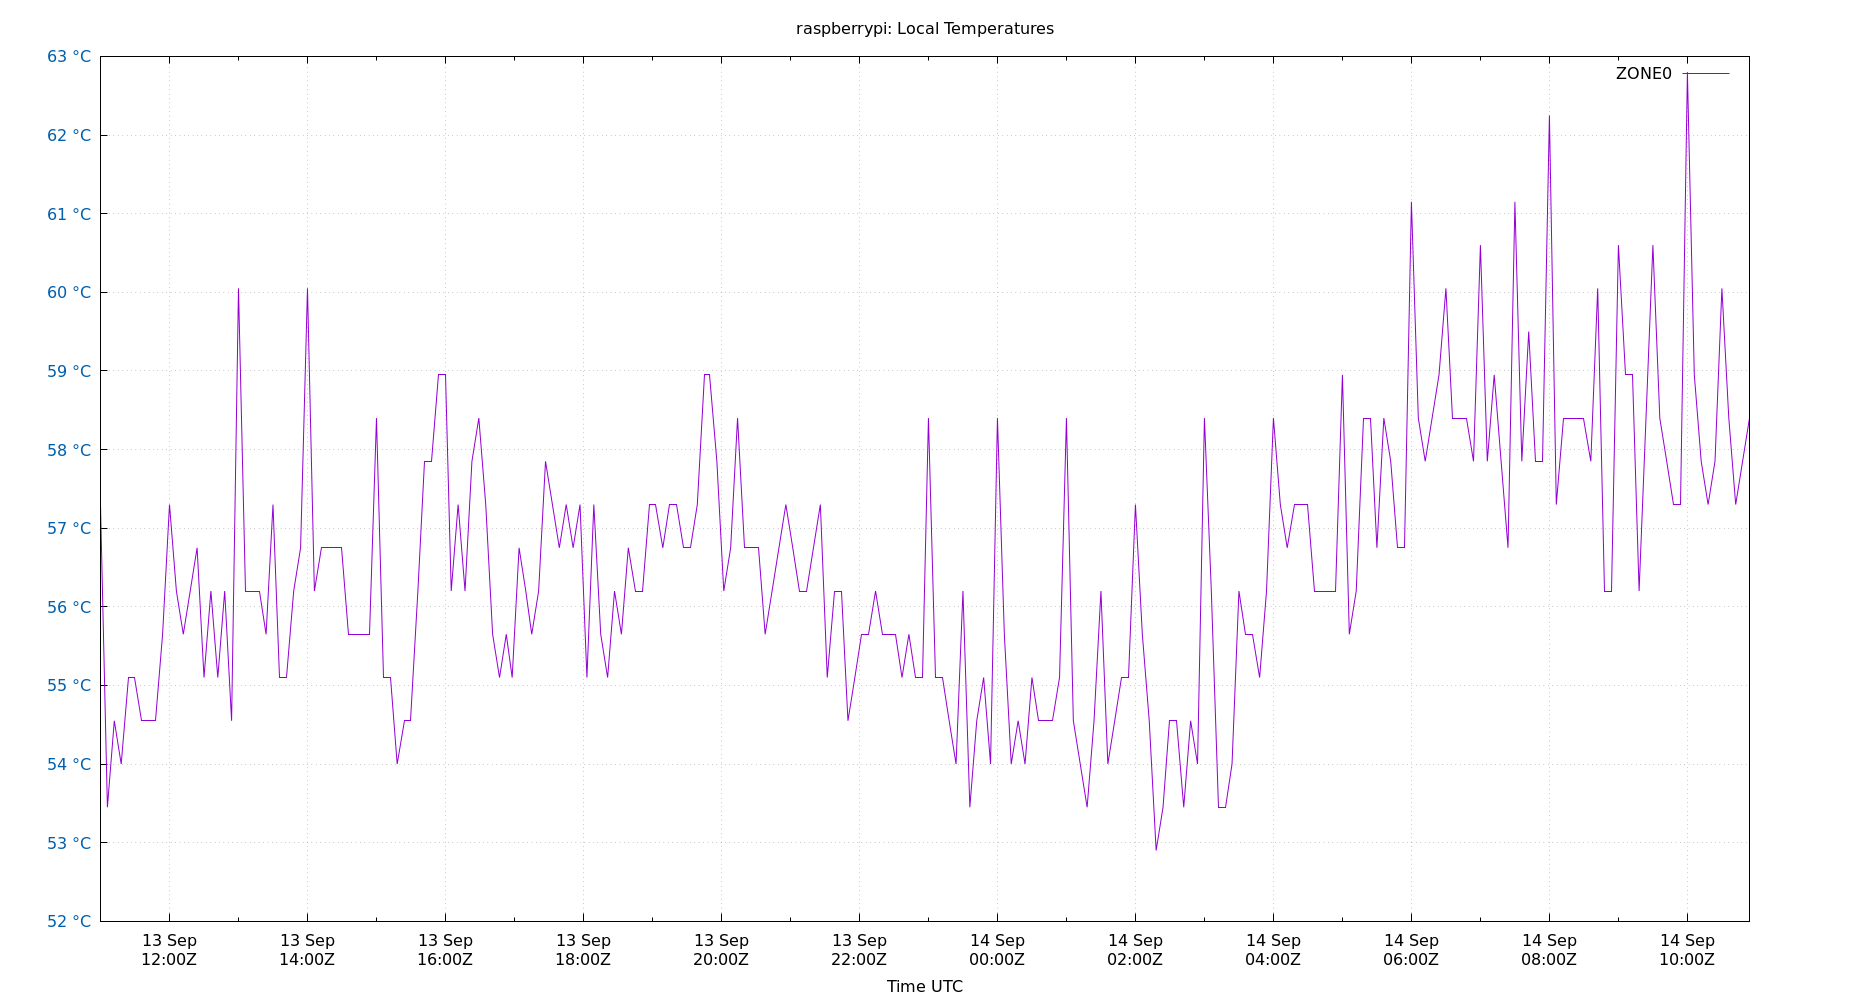 raspberrypi: Local Temperatures
63 °C
62 °C
61 °C
60 °C
59 °C
58 °C
57 °C
56 °C
55 °C
54 °C
53 °C
52 °C
ZONE0
13 Sep 13 Sep 13 Sep 13 Sep 13 Sep 13 Sep 14 Sep 14 Sep 14 Sep 14 Sep 14 Sep 14 Sep
12:00Z 14:00Z 16:00Z 18:00Z 20:00Z 22:00Z 00:00Z 02:00Z 04:00Z 06:00Z 08:00Z 10:00Z
Time UTC